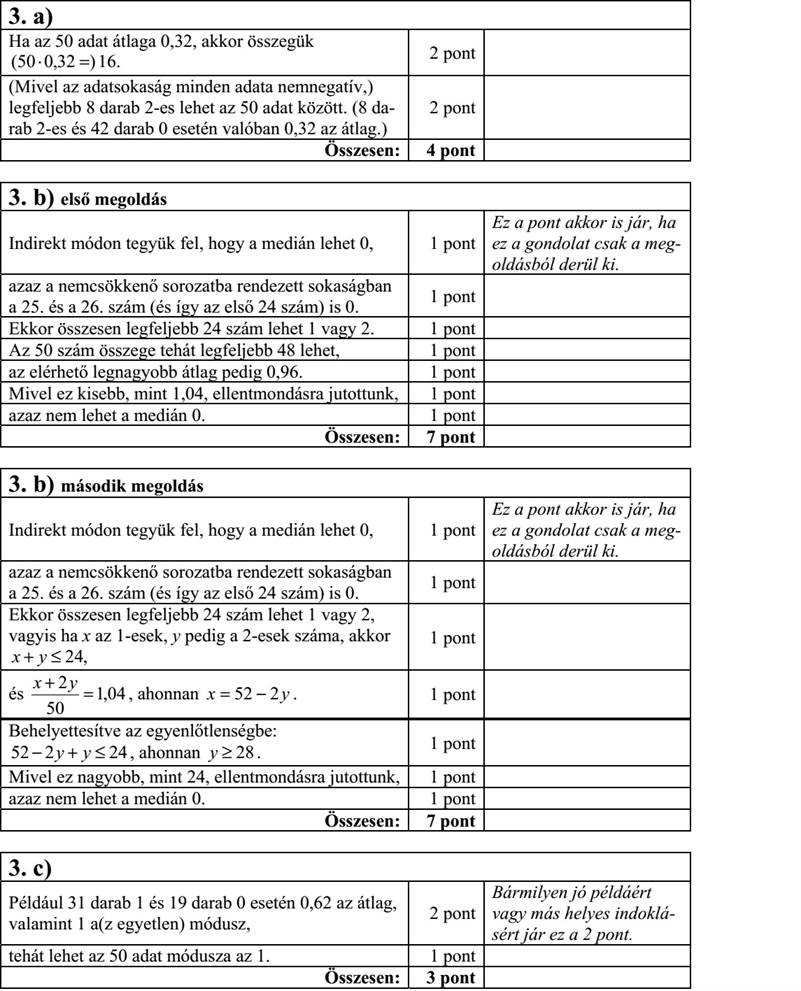 3. a)
Ha az 50 adat átlaga 0,32, akkor összegük
(50·0,32 =) 16.
2 pont
(Mivel az adatsokaság minden adata nemnegatív,)
legfeljebb 8 darab 2-es lehet az 50 adat között. (8 da-
rab 2-es és 42 darab 0 esetén valóban 0,32 az átlag.)
2 pont
Összesen: 4 pont
3. b) első megoldás
Indirekt módon tegyük fel, hogy a medián lehet 0,
1 pont
Ez a pont akkor is jár, ha
ez a gondolat csak a meg-
oldásból derül ki.
azaz a nemcsökkenő sorozatba rendezett sokaságban
a 25. és a 26. szám (és így az első 24 szám) is 0.
1 pont
Ekkor összesen legfeljebb 24 szám lehet 1 vagy 2. 1 pont
Az 50 szám összege tehát legfeljebb 48 lehet, 1 pont
az elérhető legnagyobb átlag pedig 0,96. 1 pont
Mivel ez kisebb, mint 1,04, ellentmondásra jutottunk, 1 pont
azaz nem lehet a medián 0. 1 pont
Összesen: 7 pont
3. b) második megoldás
Indirekt módon tegyük fel, hogy a medián lehet 0,
1 pont
Ez a pont akkor is jár, ha
ez a gondolat csak a meg-
oldásból derül ki.
azaz a nemcsökkenő sorozatba rendezett sokaságban
a 25. és a 26. szám (és így az első 24 szám) is 0.
1 pont
Ekkor összesen legfeljebb 24 szám lehet 1 vagy 2,
vagyis ha x az 1-esek, y pedig a 2-esek száma, akkor
x + y ≤ 24,
1 pont
és (x + 2y)/50 = 1,04, ahonnan x = 52 − 2y. 1 pont
Behelyettesítve az egyenlőtlenségbe:
52 − 2y + y ≤ 24, ahonnan y ≥ 28.
1 pont
Mivel ez nagyobb, mint 24, ellentmondásra jutottunk, 1 pont
azaz nem lehet a medián 0. 1 pont
Összesen: 7 pont
3. c)
Például 31 darab 1 és 19 darab 0 esetén 0,62 az átlag,
valamint 1 a(z egyetlen) módusz,
2 pont
Bármilyen jó példáért
vagy más helyes indoklá-
sért jár ez a 2 pont.
tehát lehet az 50 adat módusza az 1. 1 pont
Összesen: 3 pont